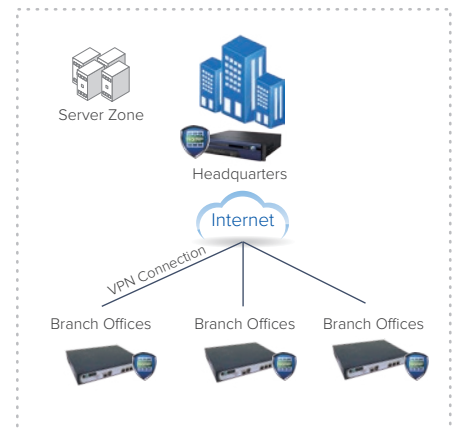 Server Zone
Headquarters
Internet
VPN Connection
Branch Offices
Branch Offices
Branch Offices